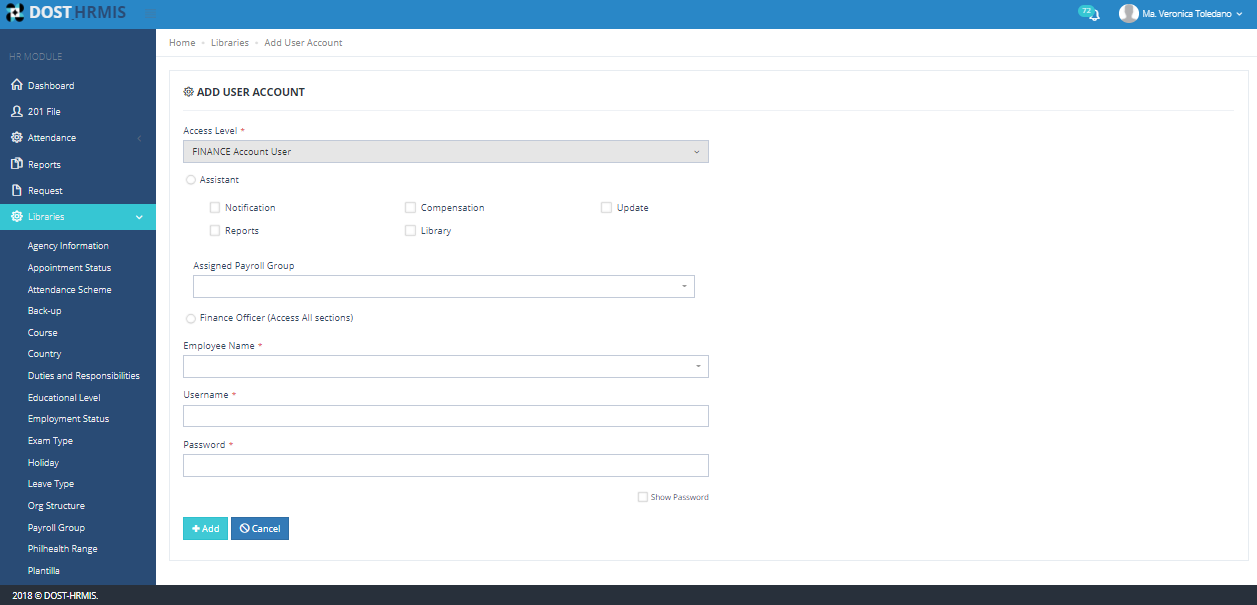 DOST_HRMIS
72
Ma. Veronica Toledano
HR MODULE
Dashboard
201 File
Attendance
Reports
Request
Libraries
Agency Information
Appointment Status
Attendance Scheme
Back-up
Course
Country
Duties and Responsibilities
Educational Level
Employment Status
Exam Type
Holiday
Leave Type
Org Structure
Payroll Group
Philhealth Range
Plantilla
Home - Libraries - Add User Account
ADD USER ACCOUNT
Access Level *
FINANCE Account User
Assistant
Notification Compensation Update
Reports Library
Assigned Payroll Group
Finance Officer (Access All sections)
Employee Name *
Username *
Password *
Show Password
+ Add Cancel
2018 © DOST-HRMIS.